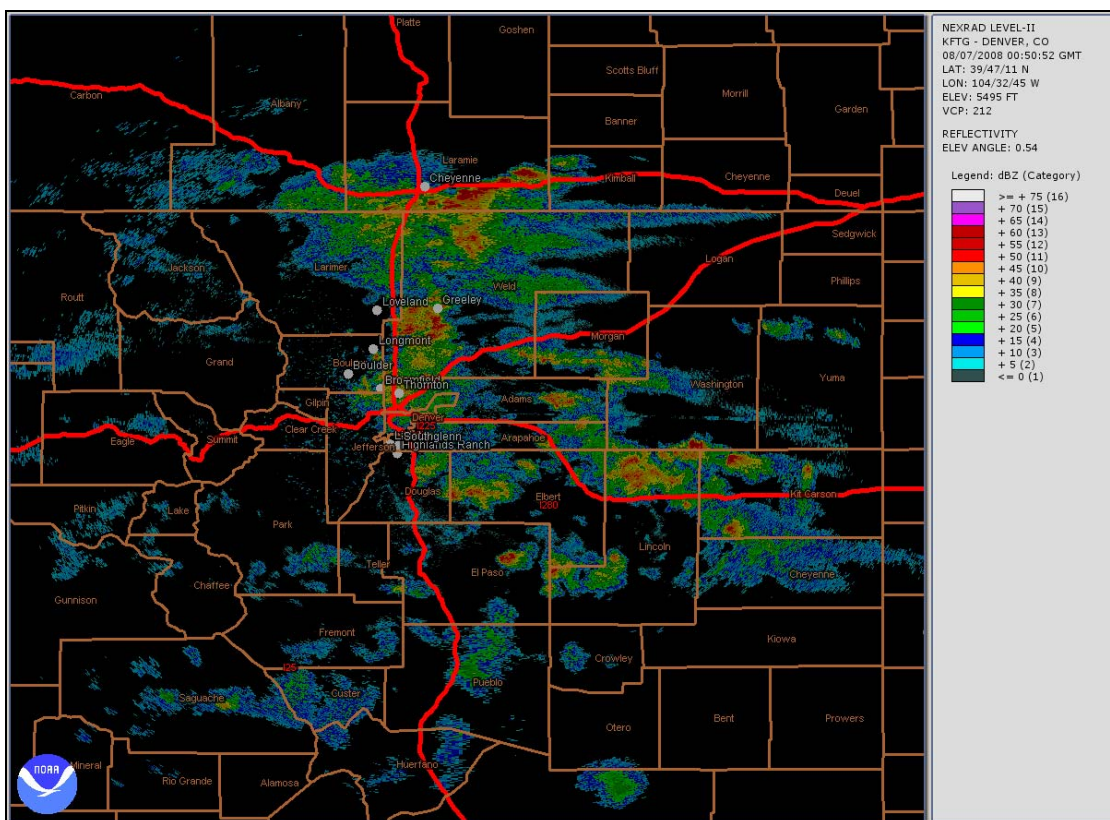 NEXRAD LEVEL-II
KFTG - DENVER, CO
08/07/2008 00:50:52 GMT
LAT: 39/47/11 N
LON: 104/32/45 W
ELEV: 5495 FT
VCP: 212
REFLECTIVITY
ELEV ANGLE: 0.54
Legend: dBZ (Category)
>= + 75 (16)
+ 70 (15)
+ 65 (14)
+ 60 (13)
+ 55 (12)
+ 50 (11)
+ 45 (10)
+ 40 (9)
+ 35 (8)
+ 30 (7)
+ 25 (6)
+ 20 (5)
+ 15 (4)
+ 10 (3)
+ 5 (2)
<= 0 (1)
Platte
Goshen
Scotts Bluff
Carbon
Albany
Morrill
Garden
Banner
Laramie
Cheyenne
Kimball
Cheyenne
Deuel
Sedgwick
Logan
Jackson
Larimer
Phillips
Weld
Routt
Loveland
Greeley
Morgan
Longmont
Grand
Boulder
Washington
Yuma
Thornton
Gilpin
Adams
Denver
I225
Clear Creek
Eagle
Summit
Arapahoe
Southglenn
Jefferson
Highlands Ranch
Douglas
Elbert
I280
Kit Carson
Pitkin
Lake
Park
Lincoln
Teller
El Paso
Cheyenne
Chaffee
Gunnison
Fremont
Kiowa
Crowley
I25
Saguache
Custer
Pueblo
Bent
Prowers
Otero
Huerfano
Mineral
Rio Grande
Alamosa
NOAA